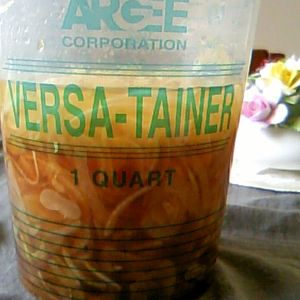 ARGEE
CORPORATION
VERSA-TAINER
1 QUART